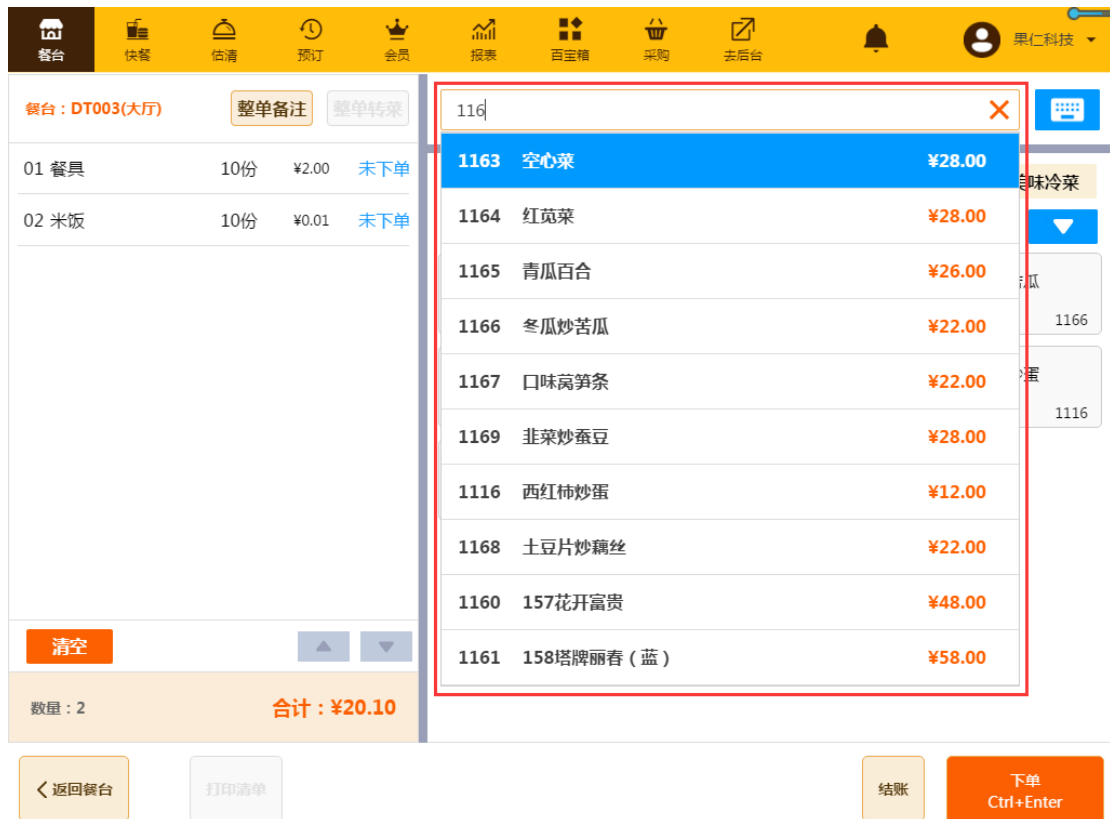 餐台 快餐 估清 预订 会员 报表 百宝箱 采购 去后台 果仁科技
餐台：DT003(大厅) 整单备注 整单转菜
116
01 餐具 10份 ¥2.00 未下单
02 米饭 10份 ¥0.01 未下单
1163 空心菜 ¥28.00
1164 红苋菜 ¥28.00
1165 青瓜百合 ¥26.00
1166 冬瓜炒苦瓜 ¥22.00
1167 口味莴笋条 ¥22.00
1169 韭菜炒蚕豆 ¥28.00
1116 西红柿炒蛋 ¥12.00
1168 土豆片炒藕丝 ¥22.00
1160 157花开富贵 ¥48.00
1161 158塔牌丽春（蓝） ¥58.00
味冷菜
瓜
1166
蛋
1116
清空
数量：2 合计：¥20.10
返回餐台 打印清单 结账 下单
Ctrl+Enter